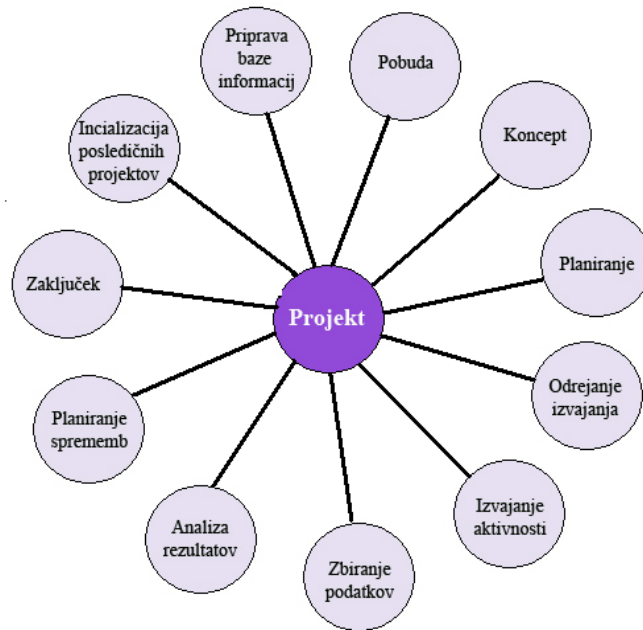 Priprava
baze
informacij
Pobuda
Koncept
Planiranje
Odrejanje
izvajanja
Izvajanje
aktivnosti
Zbiranje
podatkov
Analiza
rezultatov
Planiranje
sprememb
Zaključek
Incializacija
posledičnih
projektov
Projekt